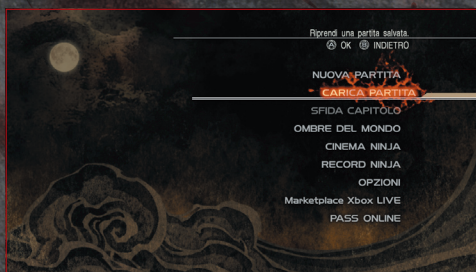 Riprendi una partita salvata.
Ⓐ OK Ⓑ INDIETRO
NUOVA PARTITA
CARICA PARTITA
SFIDA CAPITOLO
OMBRE DEL MONDO
CINEMA NINJA
RECORD NINJA
OPZIONI
Marketplace Xbox LIVE
PASS ONLINE